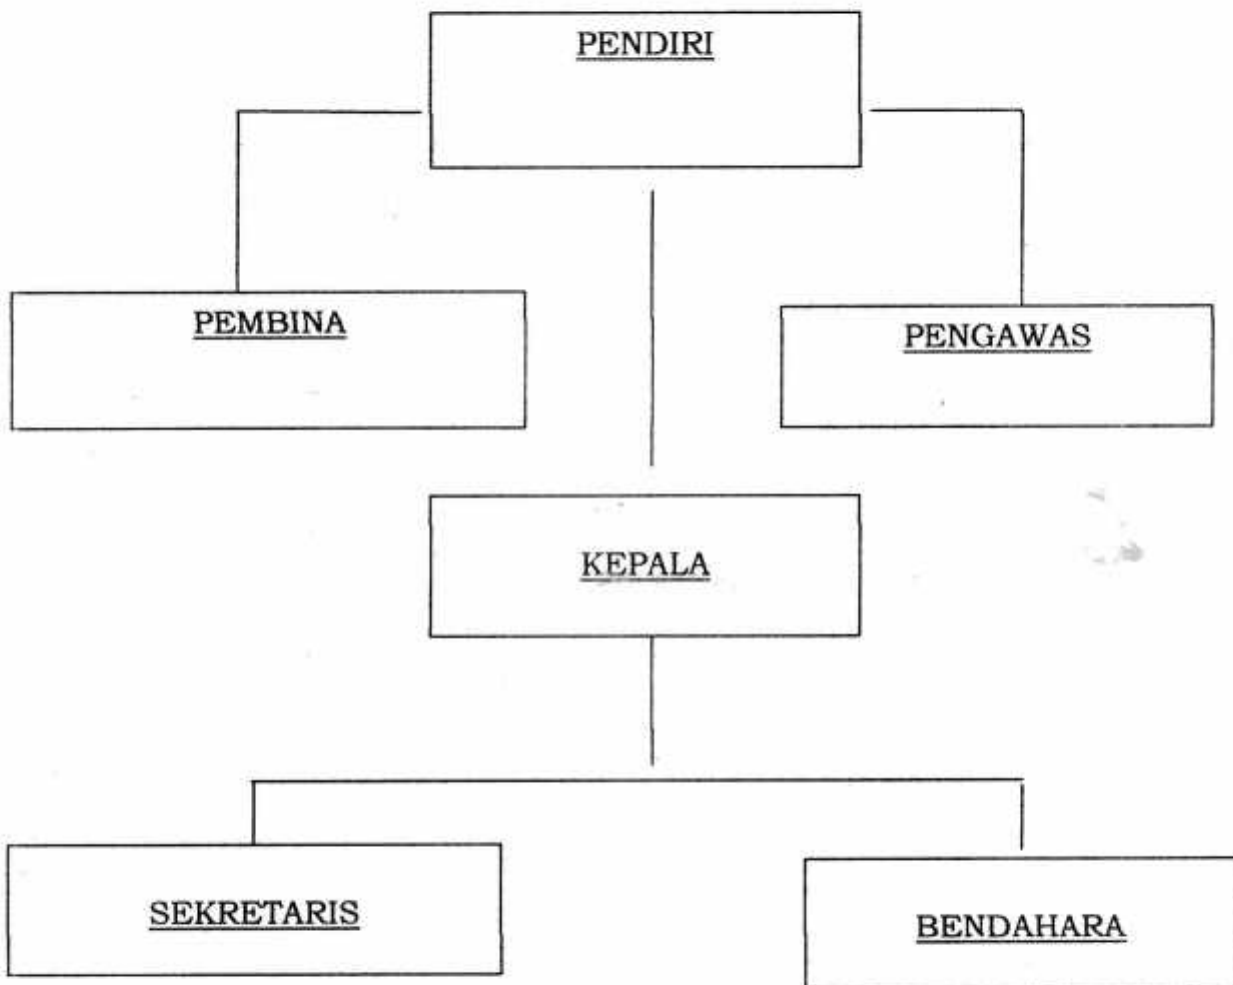 PENDIRI
PEMBINA
PENGAWAS
KEPALA
SEKRETARIS
BENDAHARA